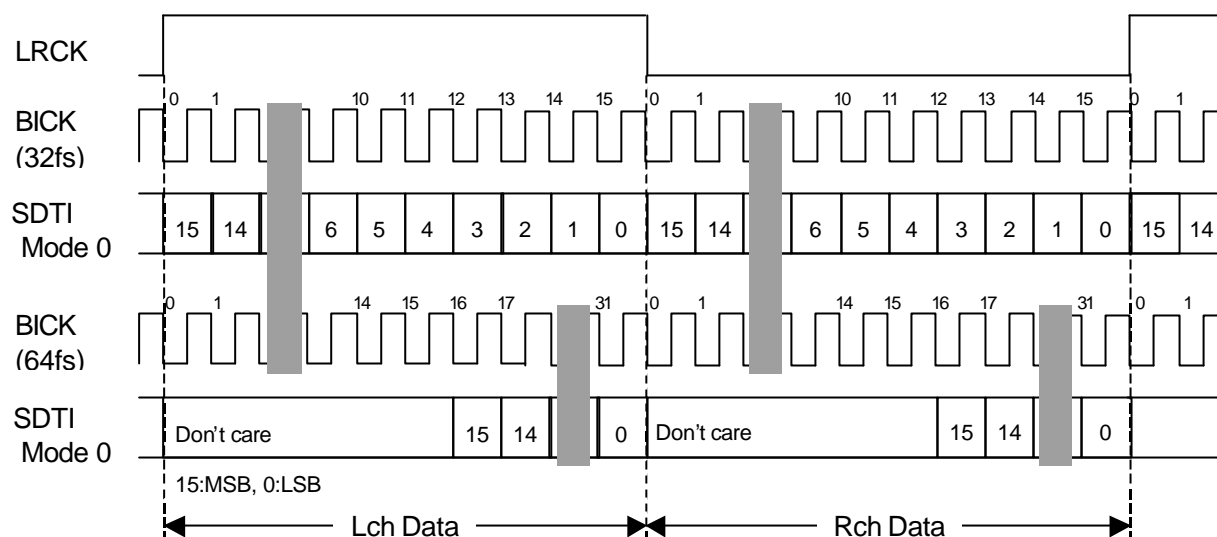 LRCK
0 1 10 11 12 13 14 15 0 1 10 11 12 13 14 15 0 1
BICK
(32fs)
SDTI
Mode 0
15 14 6 5 4 3 2 1 0 15 14 6 5 4 3 2 1 0 15 14
0 1 14 15 16 17 31 0 1 14 15 16 17 31 0 1
BICK
(64fs)
SDTI
Mode 0
Don't care 15 14 0 Don't care 15 14 0
15:MSB, 0:LSB
Lch Data Rch Data